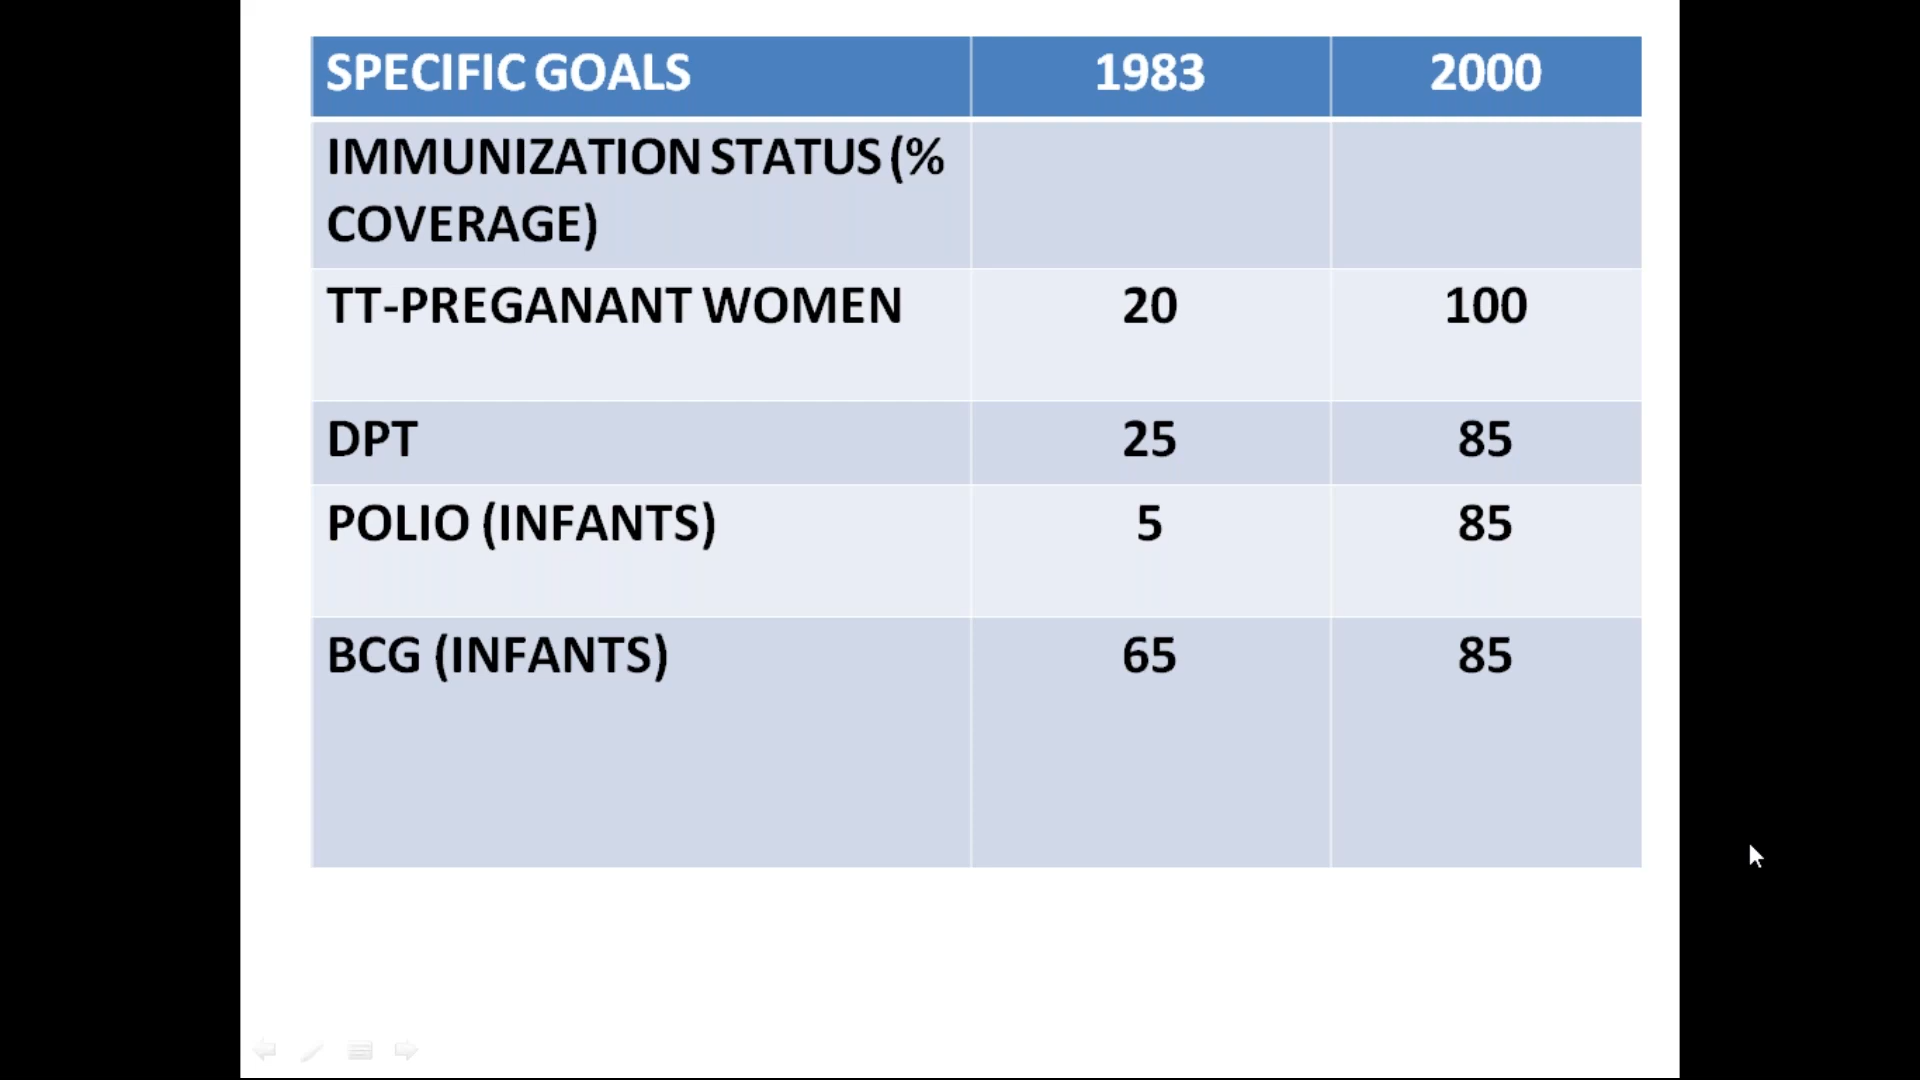 SPECIFIC GOALS 1983 2000
IMMUNIZATION STATUS (%
COVERAGE)
TT-PREGANANT WOMEN 20 100
DPT 25 85
POLIO (INFANTS) 5 85
BCG (INFANTS) 65 85